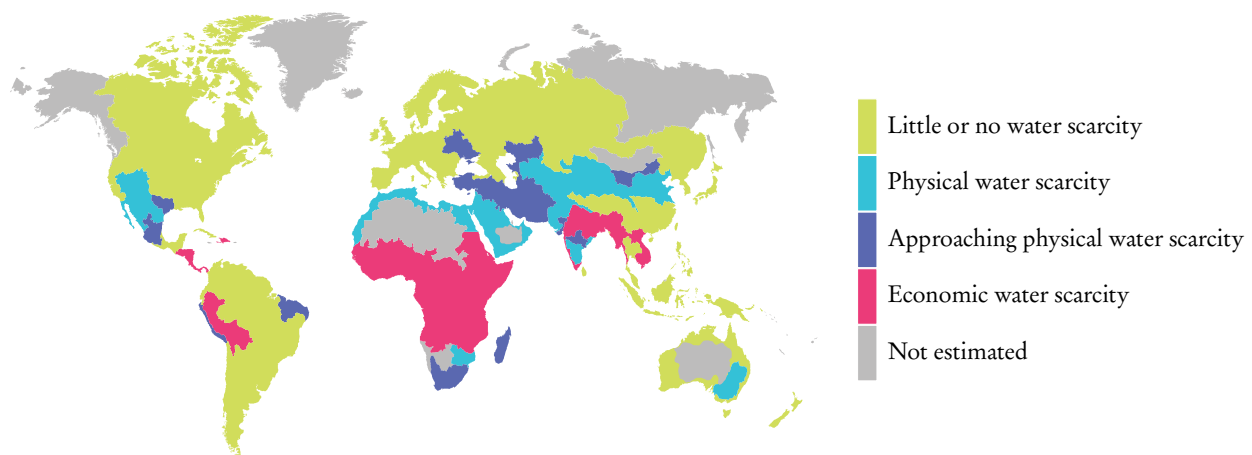 Little or no water scarcity
Physical water scarcity
Approaching physical water scarcity
Economic water scarcity
Not estimated